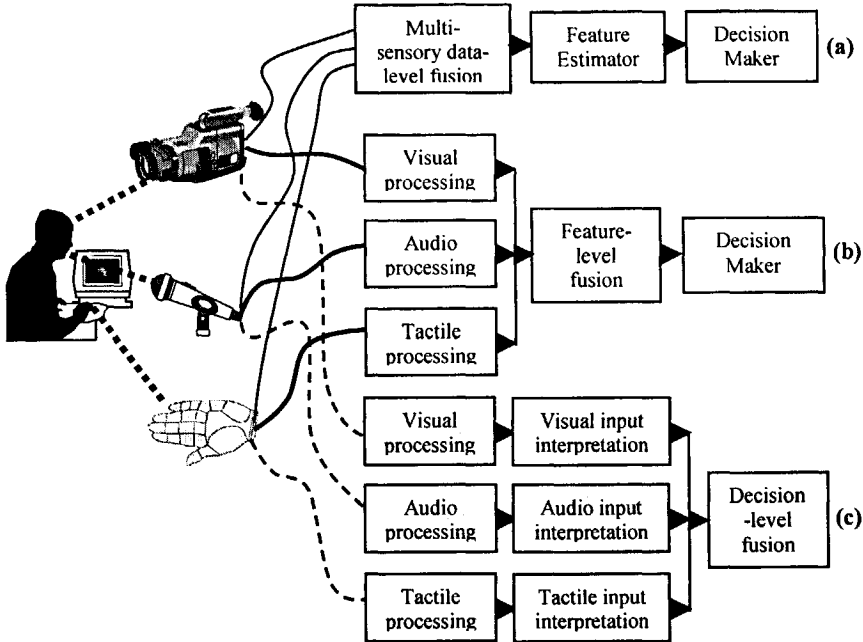 Multi-
sensory data-
level fusion
Feature
Estimator
Decision
Maker
(a)
Visual
processing
Audio
processing
Tactile
processing
Feature-
level
fusion
Decision
Maker
(b)
Visual
processing
Visual input
interpretation
Audio
processing
Audio input
interpretation
Tactile
processing
Tactile input
interpretation
Decision
-level
fusion
(c)